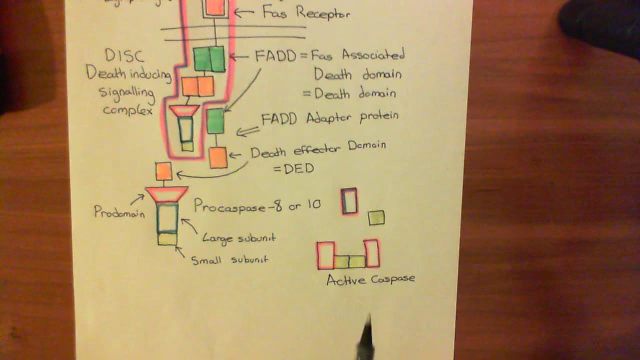 Fas Receptor
DISC
Death inducing
Signalling
complex
FADD = Fas Associated
Death domain
= Death domain
FADD Adaptor protein
Death effector Domain
= DED
Prodomain
Procaspase-8 or 10
Large subunit
Small subunit
Active Caspase